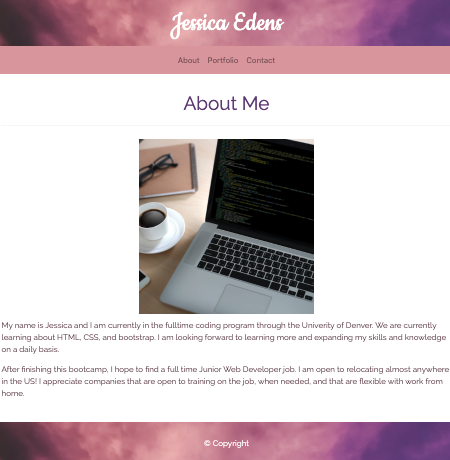 Jessica Edens
About Portfolio Contact
About Me
My name is Jessica and I am currently in the fulltime coding program through the Univerity of Denver. We are currently
learning about HTML, CSS, and bootstrap. I am looking forward to learning more and expanding my skills and knowledge
on a daily basis.
After finishing this bootcamp, I hope to find a full time Junior Web Developer job. I am open to relocating almost anywhere
in the US! I appreciate companies that are open to training on the job, when needed, and that are flexible with work from
home.
© Copyright